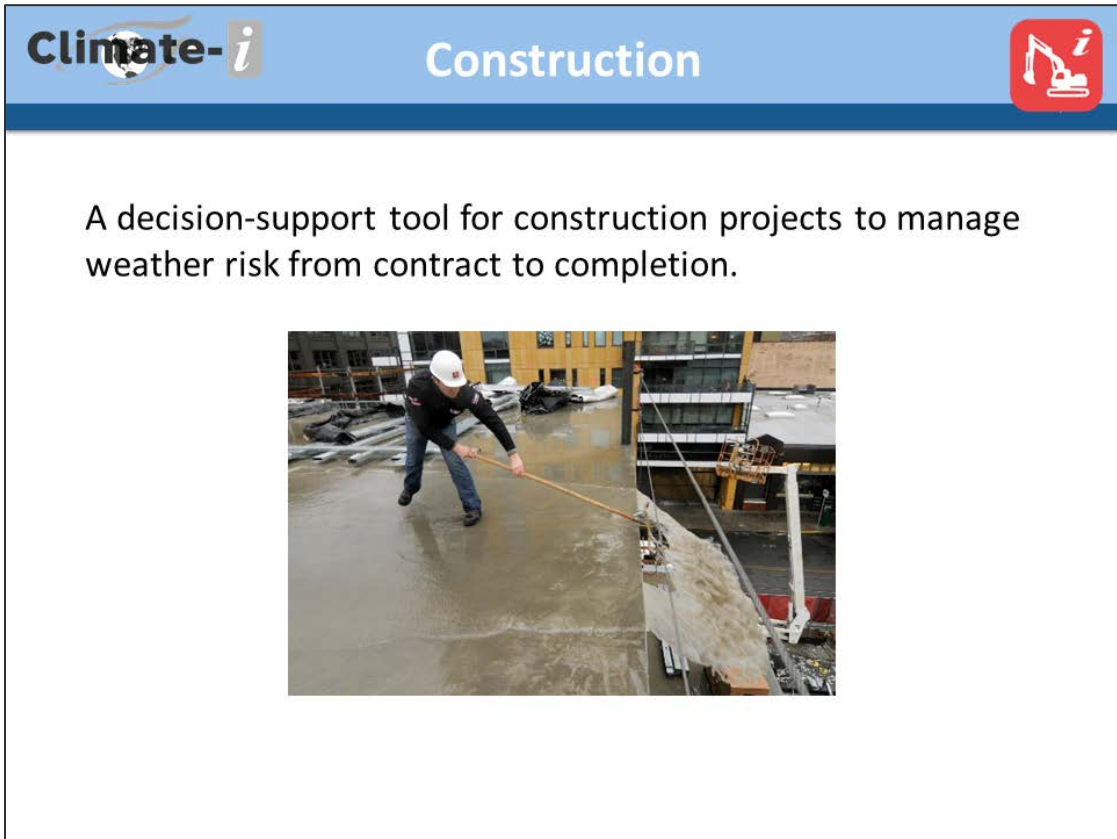 Climate-i
Construction
i
A decision-support tool for construction projects to manage
weather risk from contract to completion.